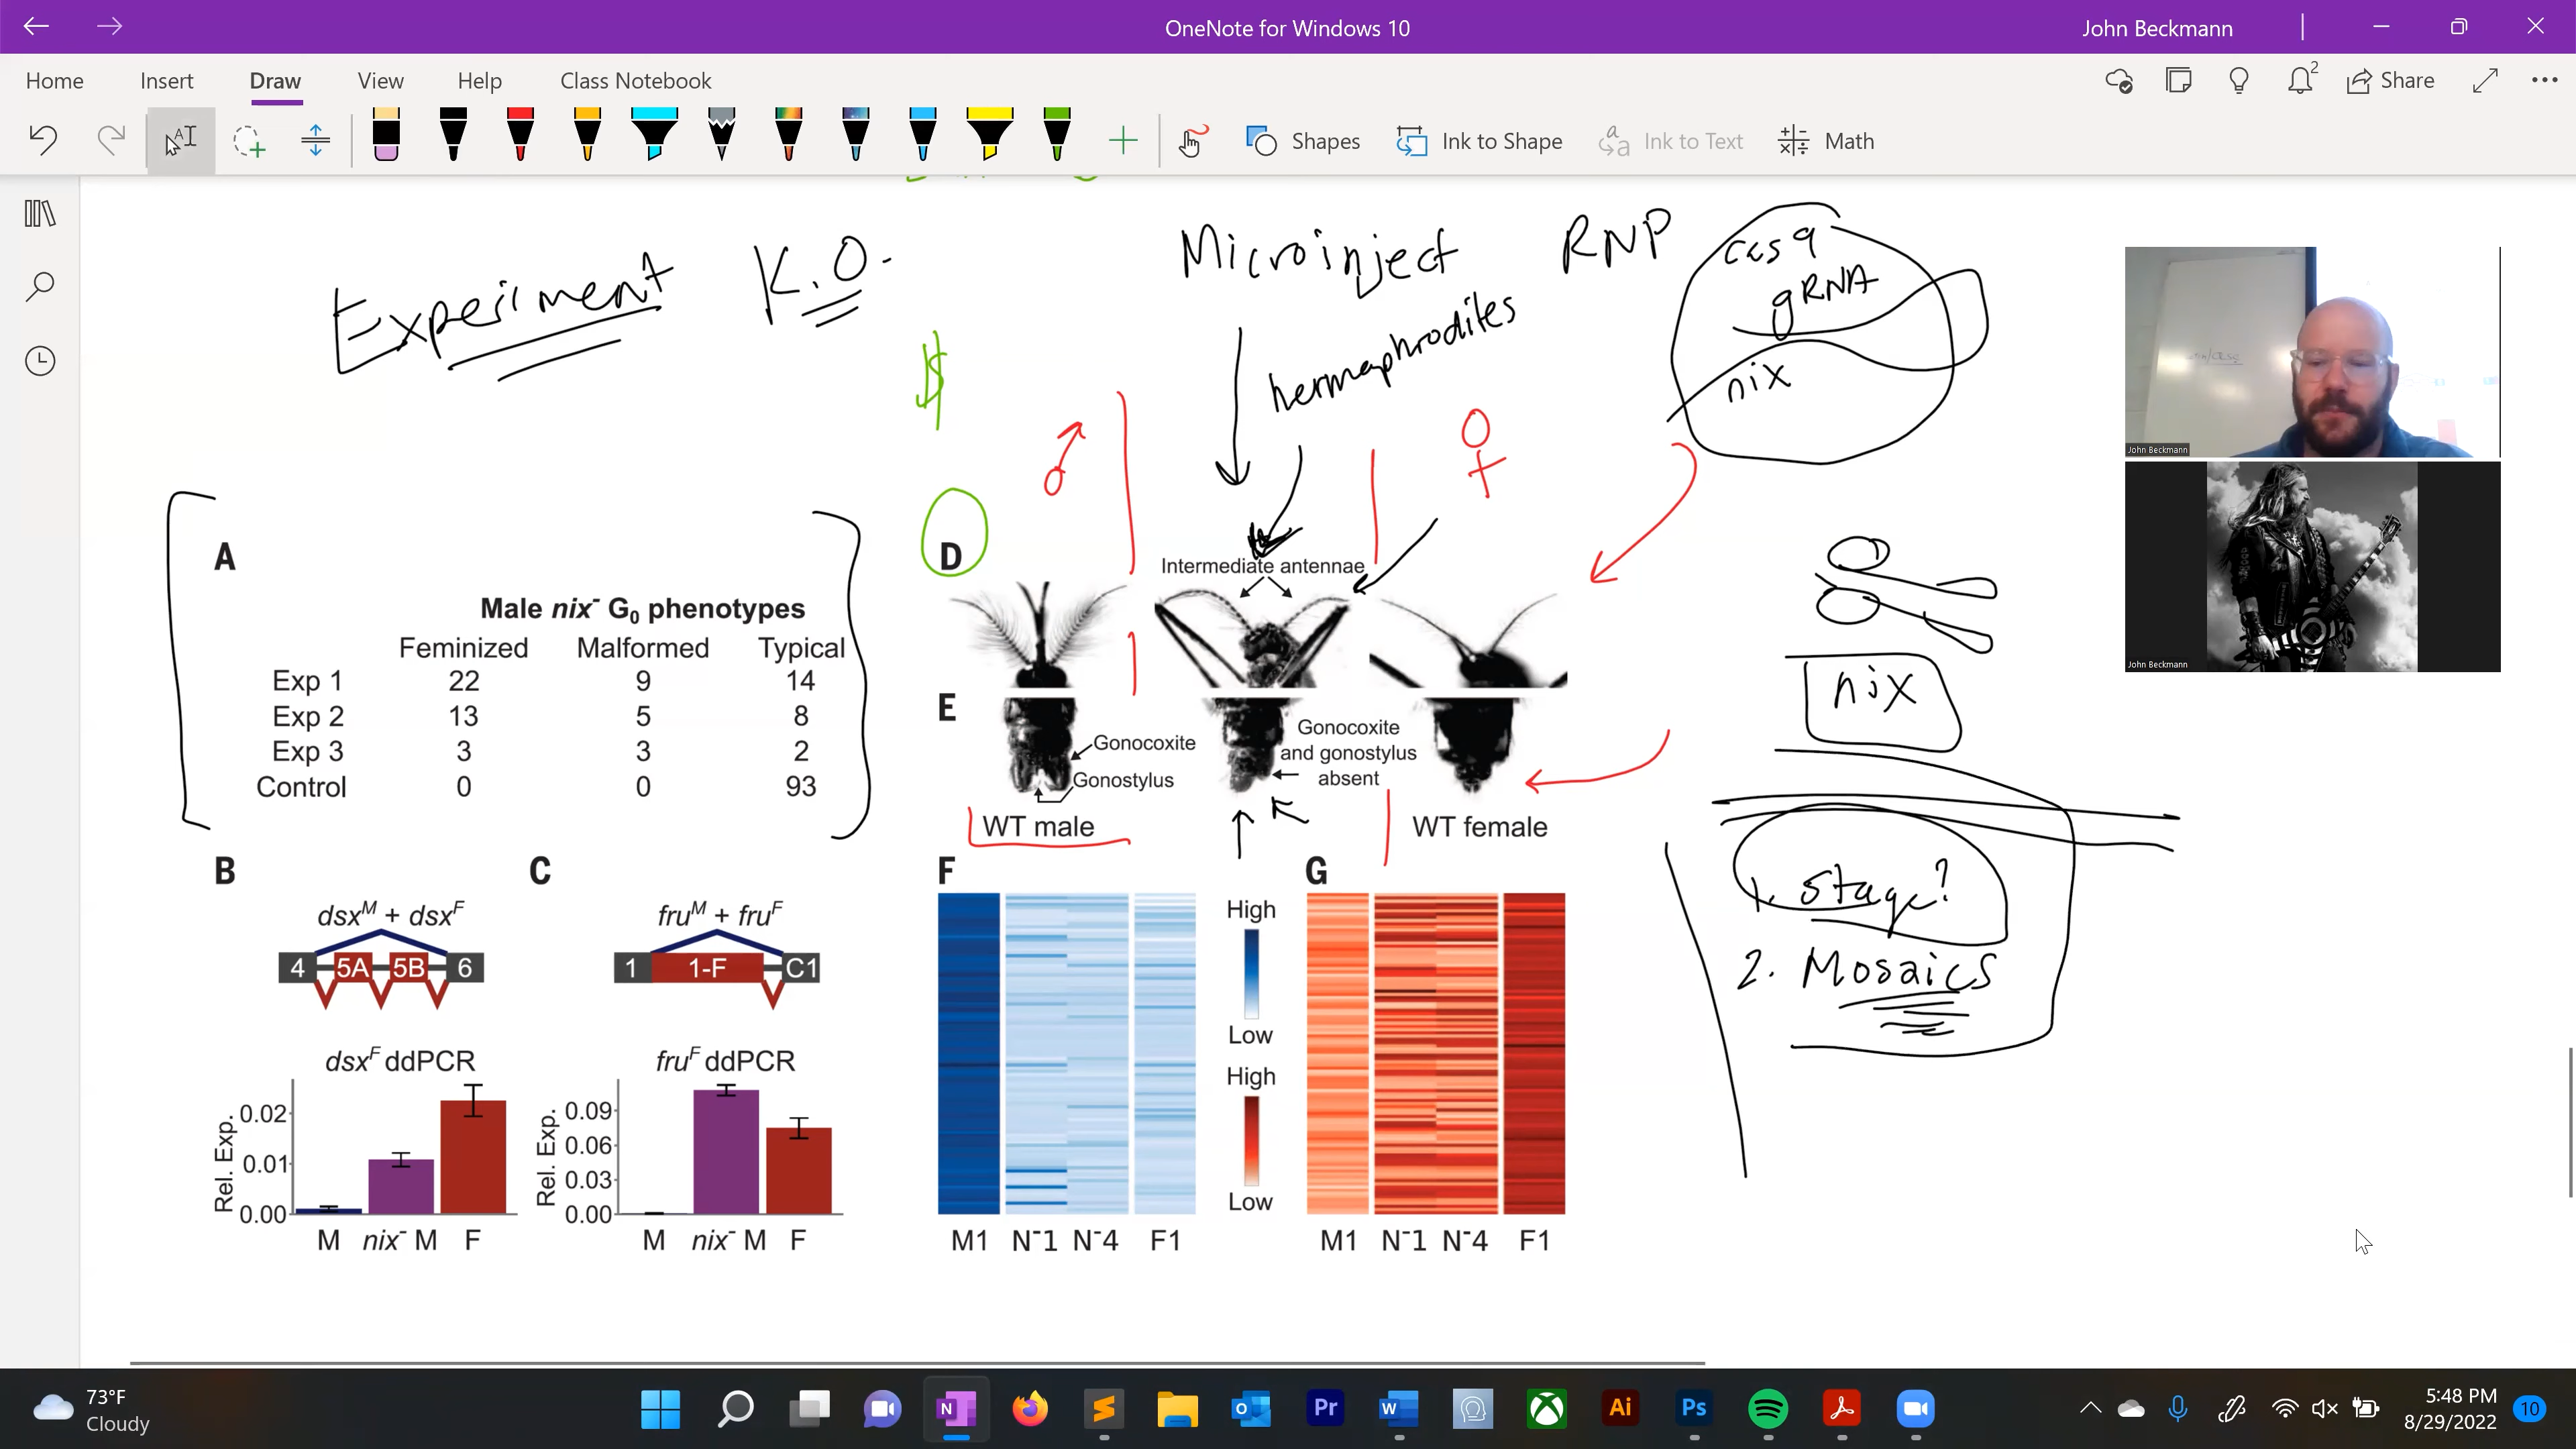 OneNote for Windows 10
John Beckmann
Home Insert Draw View Help Class Notebook
2
Share
Shapes
Ink to Shape
Ink to Text
Math
Experiment K.O.
Microinject RNP
cas9
gRNA
nix
hermaphrodites
$
♂
♀
A
Male nix⁻ G₀ phenotypes
Feminized Malformed Typical
Exp 1 22 9 14
Exp 2 13 5 8
Exp 3 3 3 2
Control 0 0 93
D
Intermediate antennae
E
Gonocoxite
Gonostylus
Gonocoxite
and gonostylus
absent
WT male
WT female
nix
1. stage?
2. Mosaics
B
dsxᴹ + dsxᶠ
4 5A 5B 6
dsxᶠ ddPCR
Rel. Exp.
0.02
0.01
0.00
M nix⁻ M F
C
fruᴹ + fruᶠ
1 1-F C1
fruᶠ ddPCR
Rel. Exp.
0.09
0.06
0.03
0.00
M nix⁻ M F
F
High
Low
High
Low
M1 N⁻1 N⁻4 F1
G
M1 N⁻1 N⁻4 F1
John Beckmann
John Beckmann
73°F
Cloudy
5:48 PM
8/29/2022
10